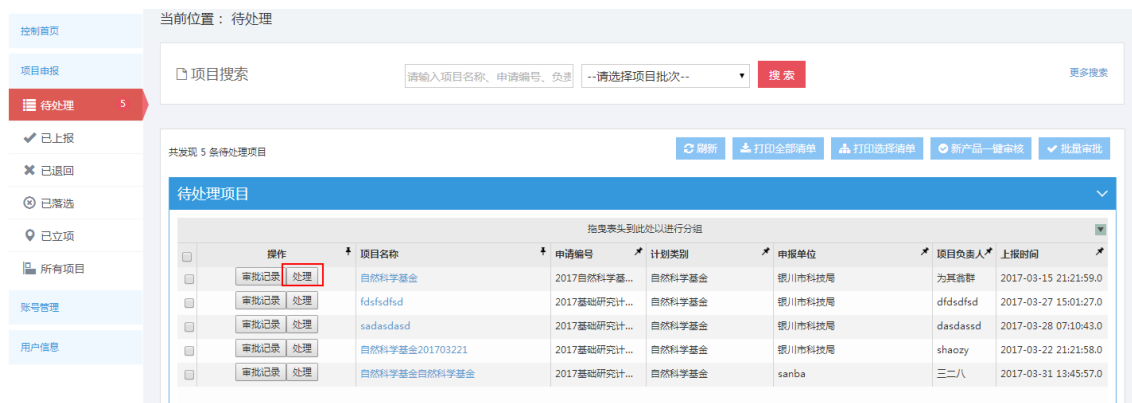 当前位置： 待处理
控制首页
项目申报
待处理 5
已上报
已退回
已落选
已立项
所有项目
账号管理
用户信息
项目搜索
请输入项目名称、申请编号、负责
--请选择项目批次--
搜 索
更多搜索
共发现 5 条待处理项目
刷新 打印全部清单 打印选择清单 新产品一键审核 批量审批
待处理项目
拖曳表头到此处以进行分组
操作 项目名称 申请编号 计划类别 申报单位 项目负责人 上报时间
审批记录 处理 自然科学基金 2017自然科学基... 自然科学基金 银川市科技局 为其翕群 2017-03-15 21:21:59.0
审批记录 处理 fdsfsdfsd 2017基础研究计... 自然科学基金 银川市科技局 dfdsdfsd 2017-03-27 15:01:27.0
审批记录 处理 sadasdasd 2017基础研究计... 自然科学基金 银川市科技局 dasdassd 2017-03-28 07:10:43.0
审批记录 处理 自然科学基金201703221 2017基础研究计... 自然科学基金 银川市科技局 shaozy 2017-03-22 21:21:58.0
审批记录 处理 自然科学基金自然科学基金 2017基础研究计... 自然科学基金 sanba 三二八 2017-03-31 13:45:57.0